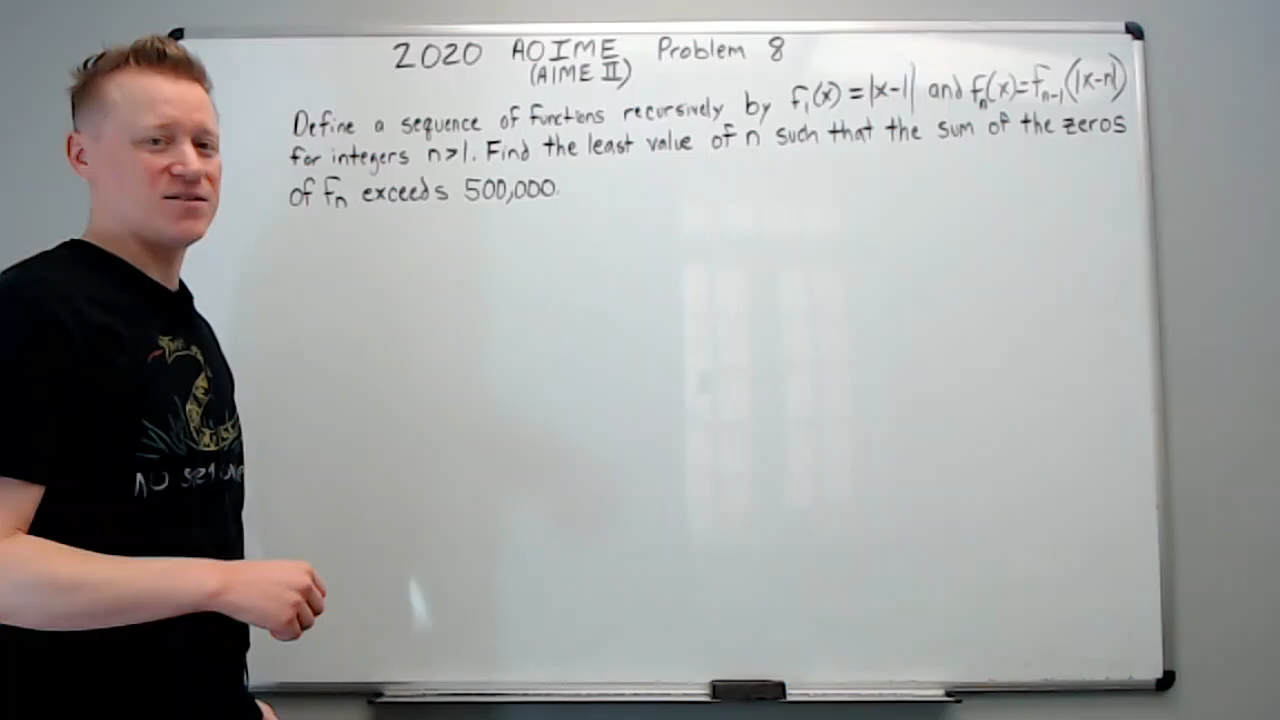 2020 AOIME Problem 8
(AIME II)
Define a sequence of functions recursively by f₁(x) = |x-1| and fₙ(x)=fₙ₋₁(|x-n|)
for integers n>1. Find the least value of n such that the sum of the zeros
of fₙ exceeds 500,000.
NO